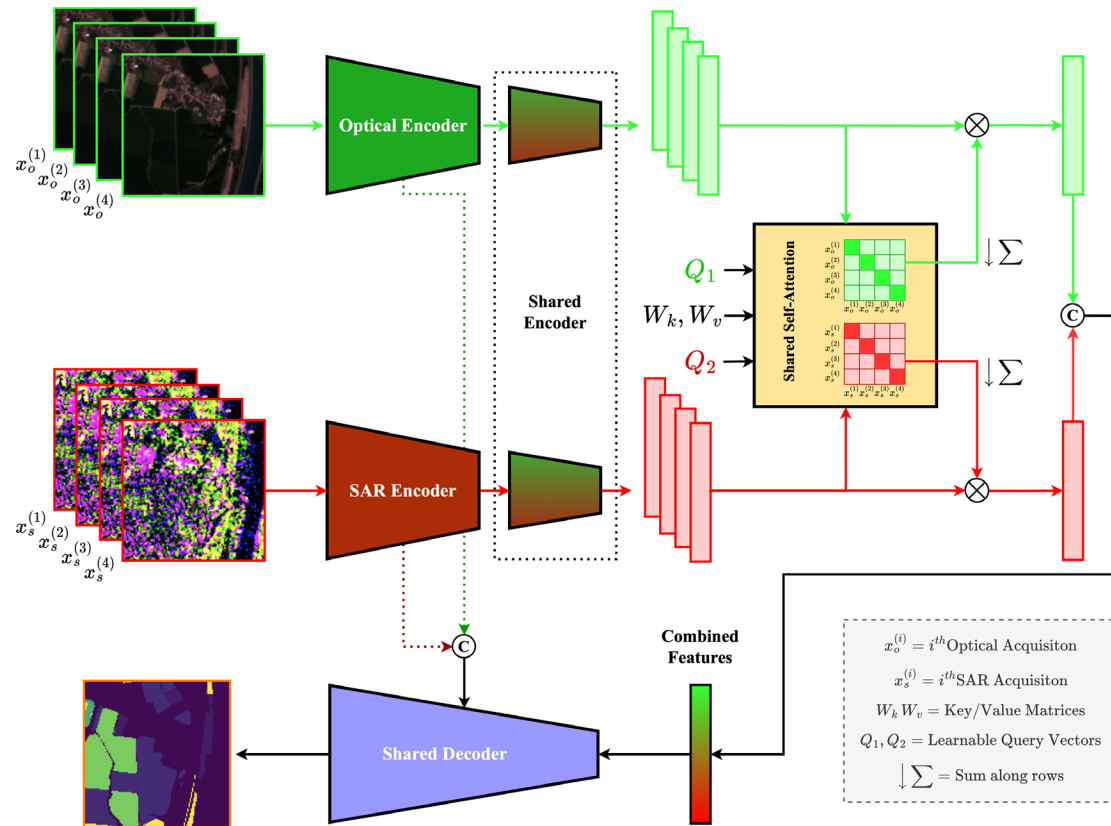 x_o^{(1)}
x_o^{(2)}
x_o^{(3)}
x_o^{(4)}
Optical Encoder
Shared
Encoder
Q_1
W_k, W_v
Q_2
Shared Self-Attention
x_o^{(1)}
x_o^{(2)}
x_o^{(3)}
x_o^{(4)}
x_o^{(1)} x_o^{(2)} x_o^{(3)} x_o^{(4)}
x_s^{(1)}
x_s^{(2)}
x_s^{(3)}
x_s^{(4)}
x_s^{(1)} x_s^{(2)} x_s^{(3)} x_s^{(4)}
↓∑
↓∑
C
x_s^{(1)}
x_s^{(2)}
x_s^{(3)}
x_s^{(4)}
SAR Encoder
C
Combined
Features
Shared Decoder
x_o^{(i)} = i^{th} Optical Acquisiton
x_s^{(i)} = i^{th} SAR Acquisiton
W_k W_v = Key/Value Matrices
Q_1, Q_2 = Learnable Query Vectors
↓∑ = Sum along rows